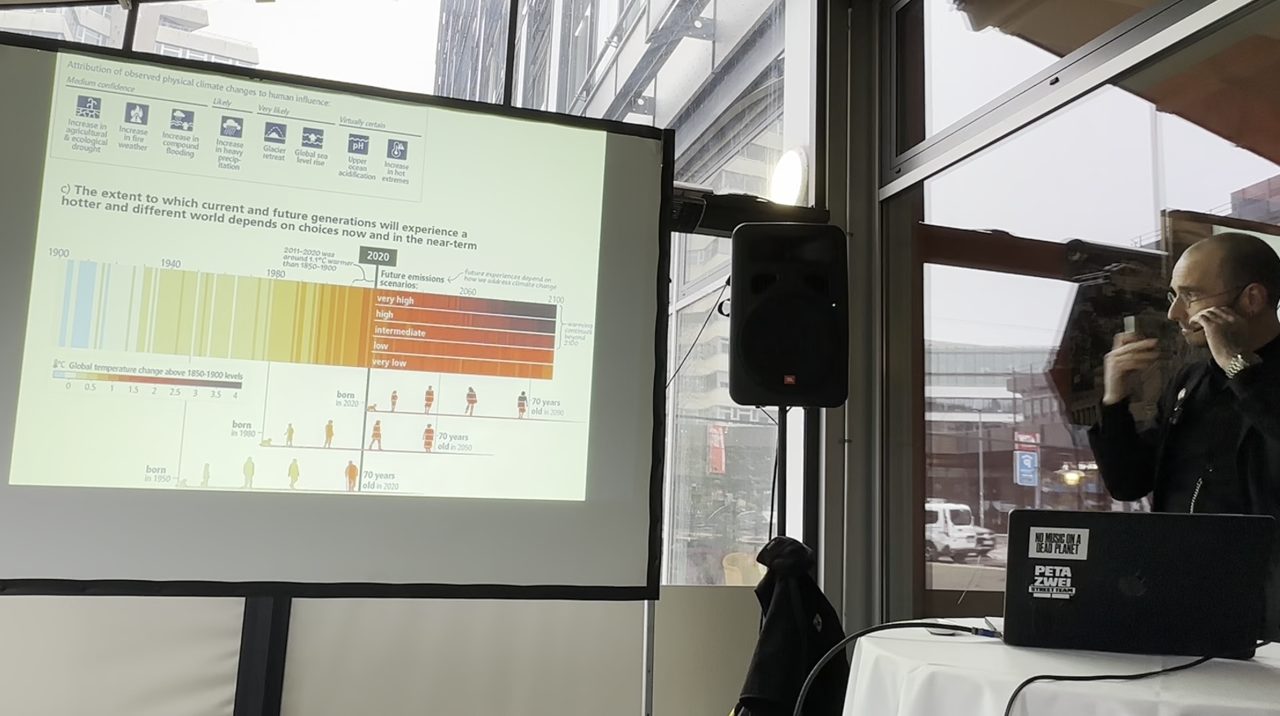 Attribution of observed physical climate changes to human influence:
Medium confidence
Likely
Very likely
Virtually certain
Increase in agricultural & ecological drought
Increase in fire weather
Increase in compound flooding
Increase in heavy precip-itation
Glacier retreat
Global sea level rise
pH
Upper ocean acidification
Increase in hot extremes
c) The extent to which current and future generations will experience a
hotter and different world depends on choices now and in the near-term
2011-2020 was
around 1.1°C warmer
than 1850-1900
2020
Future emissions
scenarios:
Future experiences depend on
how we address climate change
1900
1940
1980
2060
2100
very high
high
intermediate
low
very low
warming
continues
beyond
2100
°C Global temperature change above 1850-1900 levels
0 0.5 1 1.5 2 2.5 3 3.5 4
born
in 2020
70 years
old in 2090
born
in 1980
70 years
old in 2050
born
in 1950
70 years
old in 2020
JBL
NO MUSIC ON A
DEAD PLANET
PETA
ZWEI
STREET TEAM